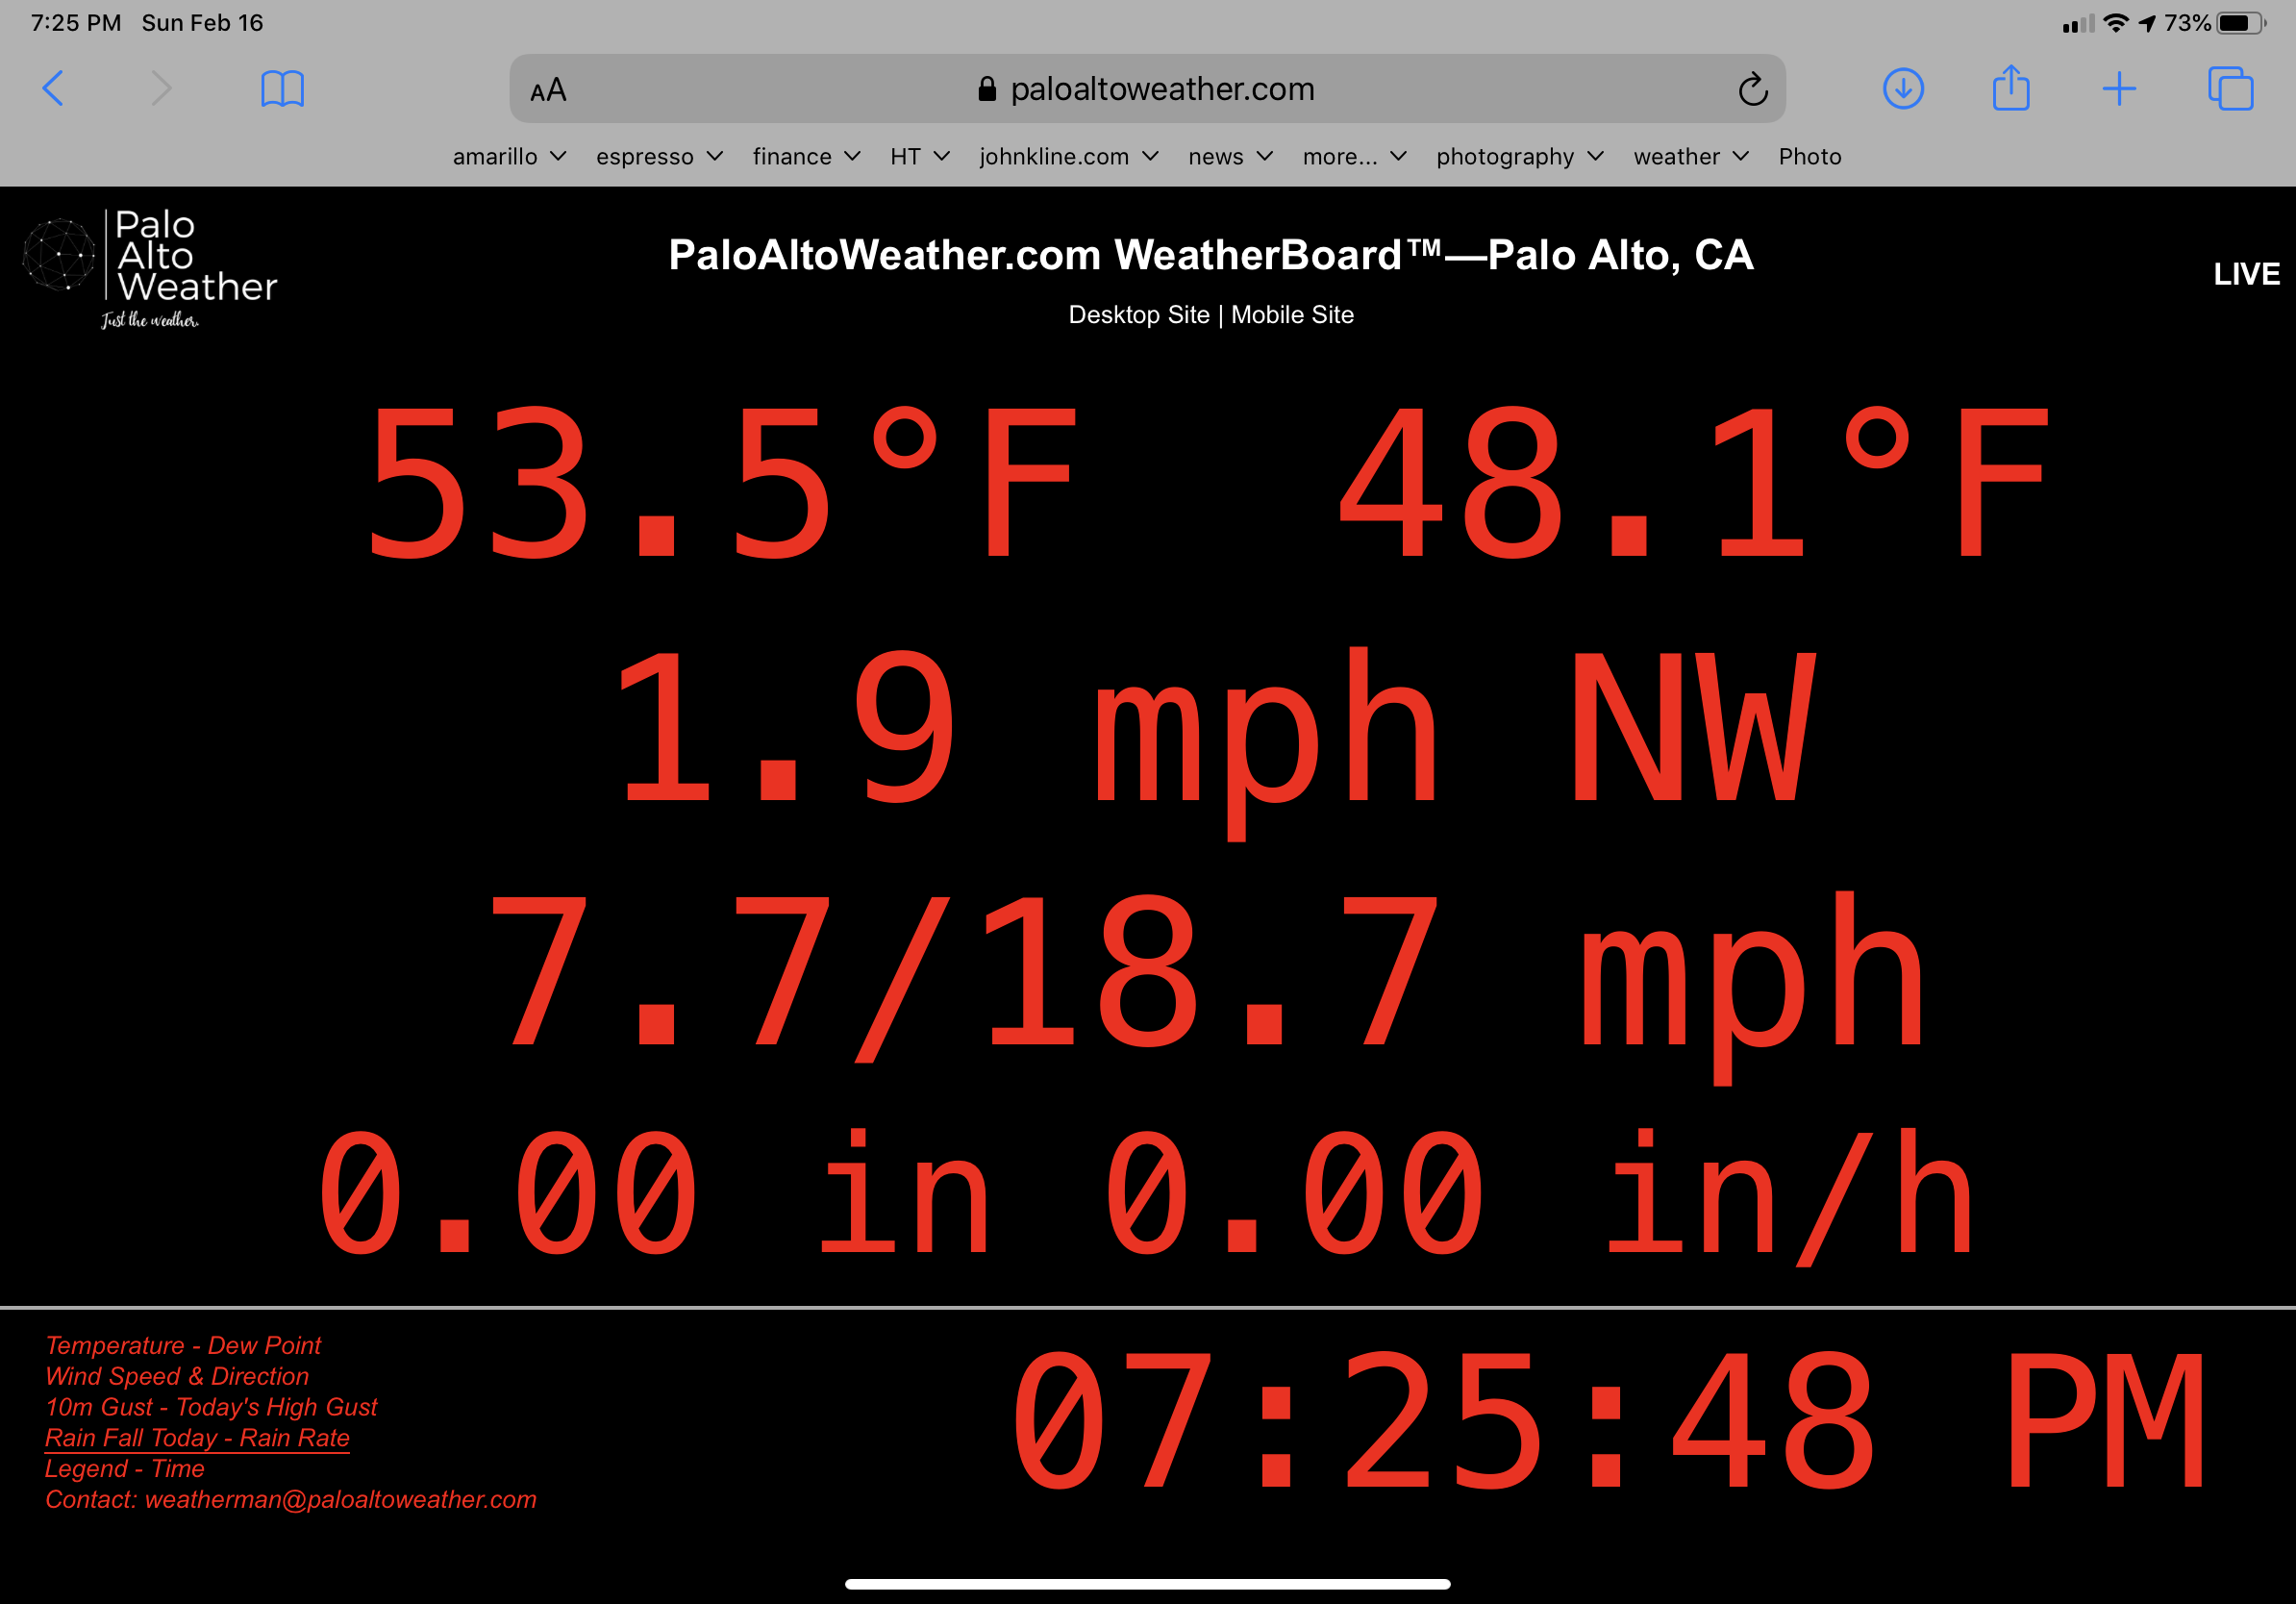 7:25 PM Sun Feb 16 73%
AA paloaltoweather.com
amarillo espresso finance HT johnkline.com news more... photography weather Photo
Palo
Alto
Weather
Just the weather.
PaloAltoWeather.com WeatherBoard™—Palo Alto, CA
LIVE
Desktop Site | Mobile Site
53.5°F 48.1°F
1.9 mph NW
7.7/18.7 mph
0.00 in 0.00 in/h
Temperature - Dew Point
Wind Speed & Direction
10m Gust - Today's High Gust
Rain Fall Today - Rain Rate
Legend - Time
Contact: weatherman@paloaltoweather.com
07:25:48 PM